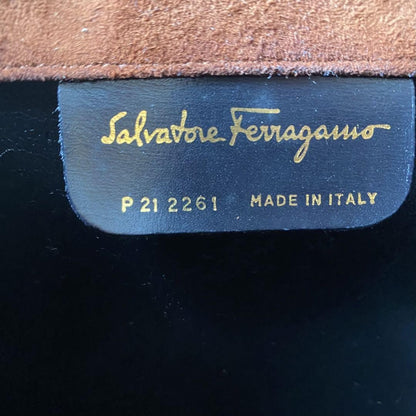 Salvatore Ferragamo
P 21 2261 MADE IN ITALY